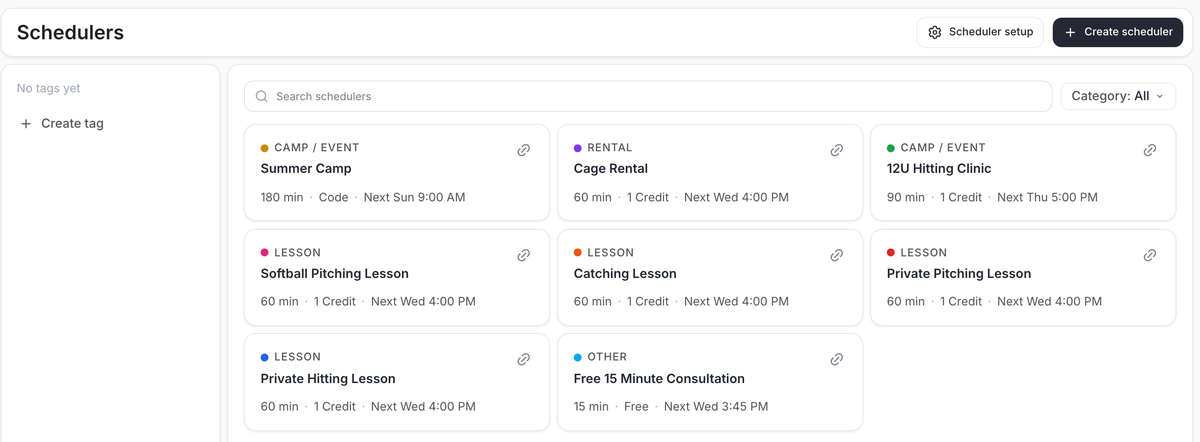 Schedulers
Scheduler setup
Create scheduler
No tags yet
Create tag
Search schedulers
Category: All
CAMP / EVENT
Summer Camp
180 min · Code · Next Sun 9:00 AM
RENTAL
Cage Rental
60 min · 1 Credit · Next Wed 4:00 PM
CAMP / EVENT
12U Hitting Clinic
90 min · 1 Credit · Next Thu 5:00 PM
LESSON
Softball Pitching Lesson
60 min · 1 Credit · Next Wed 4:00 PM
LESSON
Catching Lesson
60 min · 1 Credit · Next Wed 4:00 PM
LESSON
Private Pitching Lesson
60 min · 1 Credit · Next Wed 4:00 PM
LESSON
Private Hitting Lesson
60 min · 1 Credit · Next Wed 4:00 PM
OTHER
Free 15 Minute Consultation
15 min · Free · Next Wed 3:45 PM